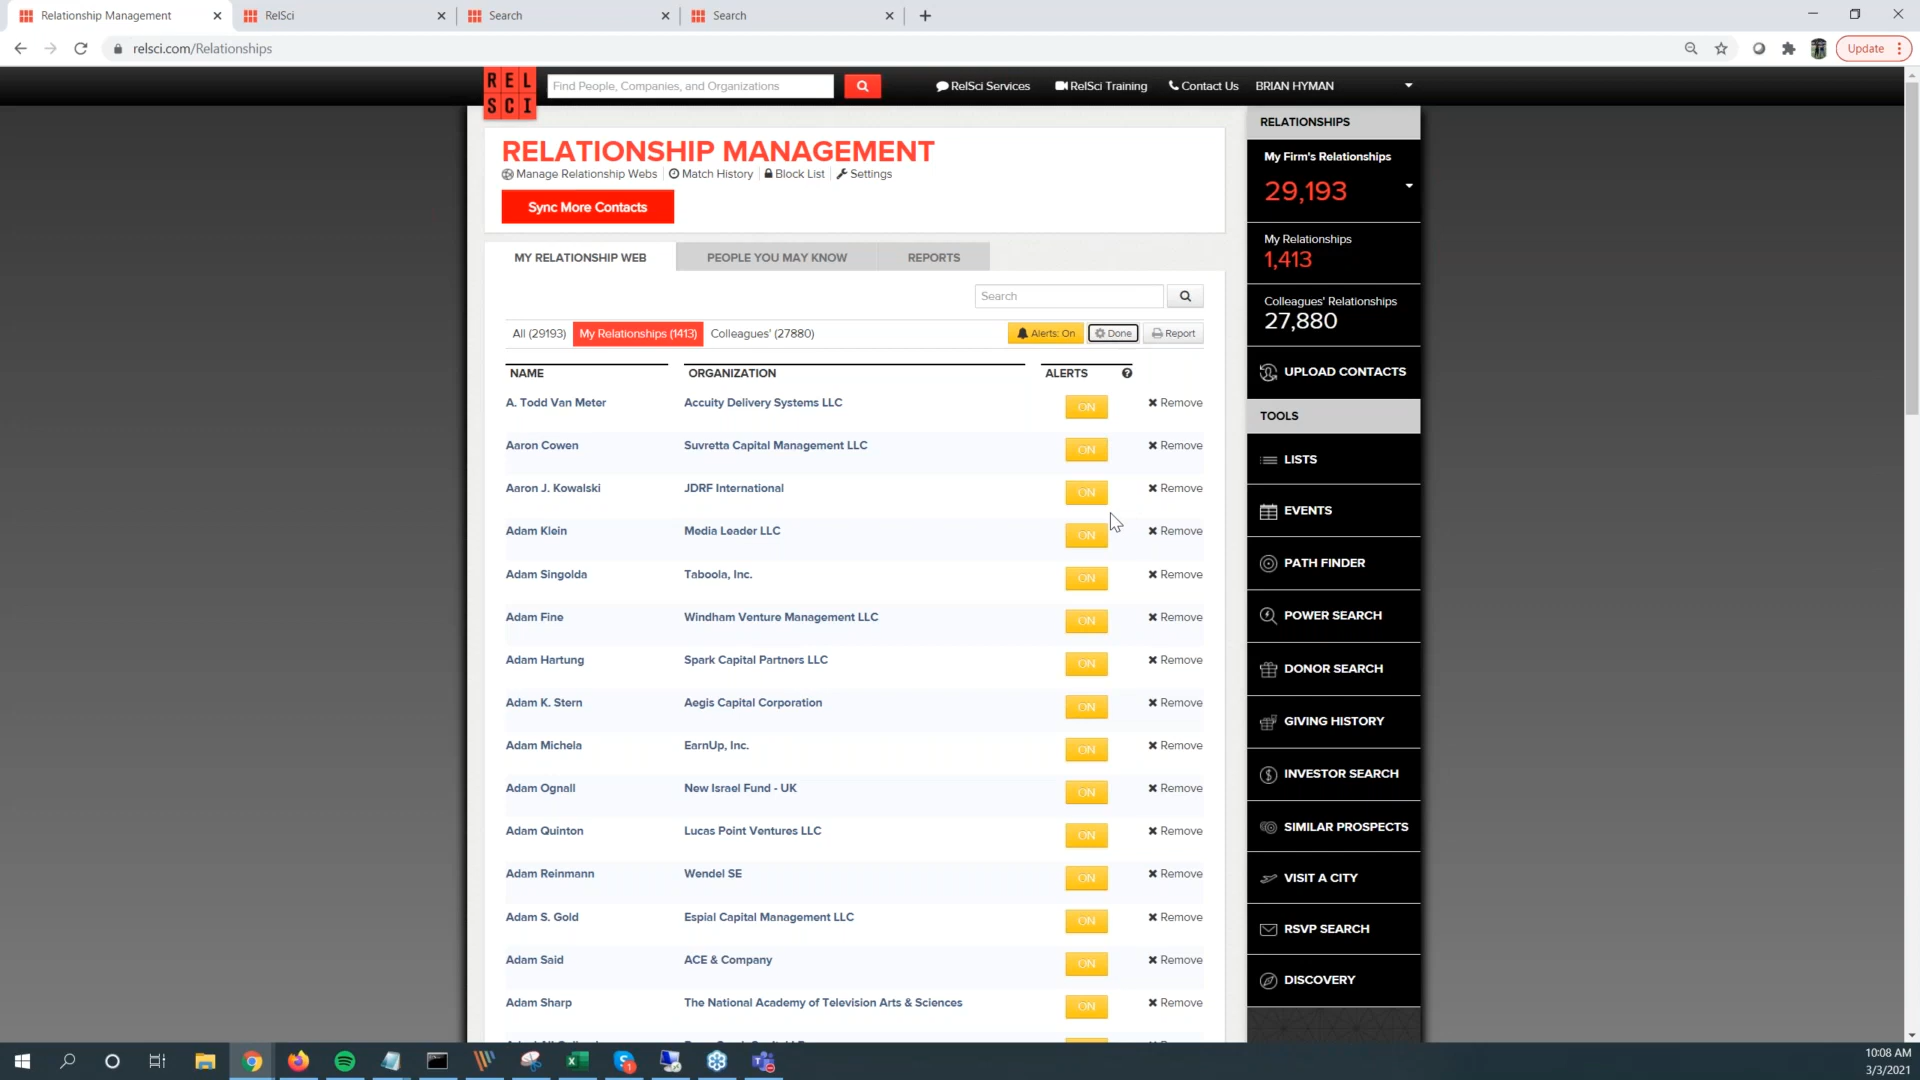 Relationship Management
RelSci
Search
Search
relsci.com/Relationships
Update
REL
SCI
Find People, Companies, and Organizations
RelSci Services
RelSci Training
Contact Us
BRIAN HYMAN
RELATIONSHIP MANAGEMENT
Manage Relationship Webs
Match History
Block List
Settings
Sync More Contacts
MY RELATIONSHIP WEB
PEOPLE YOU MAY KNOW
REPORTS
Search
All (29193)
My Relationships (1413)
Colleagues' (27880)
Alerts: On
Done
Report
NAME ORGANIZATION ALERTS
A. Todd Van Meter Accuity Delivery Systems LLC ON Remove
Aaron Cowen Suvretta Capital Management LLC ON Remove
Aaron J. Kowalski JDRF International ON Remove
Adam Klein Media Leader LLC ON Remove
Adam Singolda Taboola, Inc. ON Remove
Adam Fine Windham Venture Management LLC ON Remove
Adam Hartung Spark Capital Partners LLC ON Remove
Adam K. Stern Aegis Capital Corporation ON Remove
Adam Michela EarnUp, Inc. ON Remove
Adam Ognall New Israel Fund - UK ON Remove
Adam Quinton Lucas Point Ventures LLC ON Remove
Adam Reinmann Wendel SE ON Remove
Adam S. Gold Espial Capital Management LLC ON Remove
Adam Said ACE & Company ON Remove
Adam Sharp The National Academy of Television Arts & Sciences ON Remove
RELATIONSHIPS
My Firm's Relationships
29,193
My Relationships
1,413
Colleagues' Relationships
27,880
UPLOAD CONTACTS
TOOLS
LISTS
EVENTS
PATH FINDER
POWER SEARCH
DONOR SEARCH
GIVING HISTORY
INVESTOR SEARCH
SIMILAR PROSPECTS
VISIT A CITY
RSVP SEARCH
DISCOVERY
10:08 AM
3/3/2021